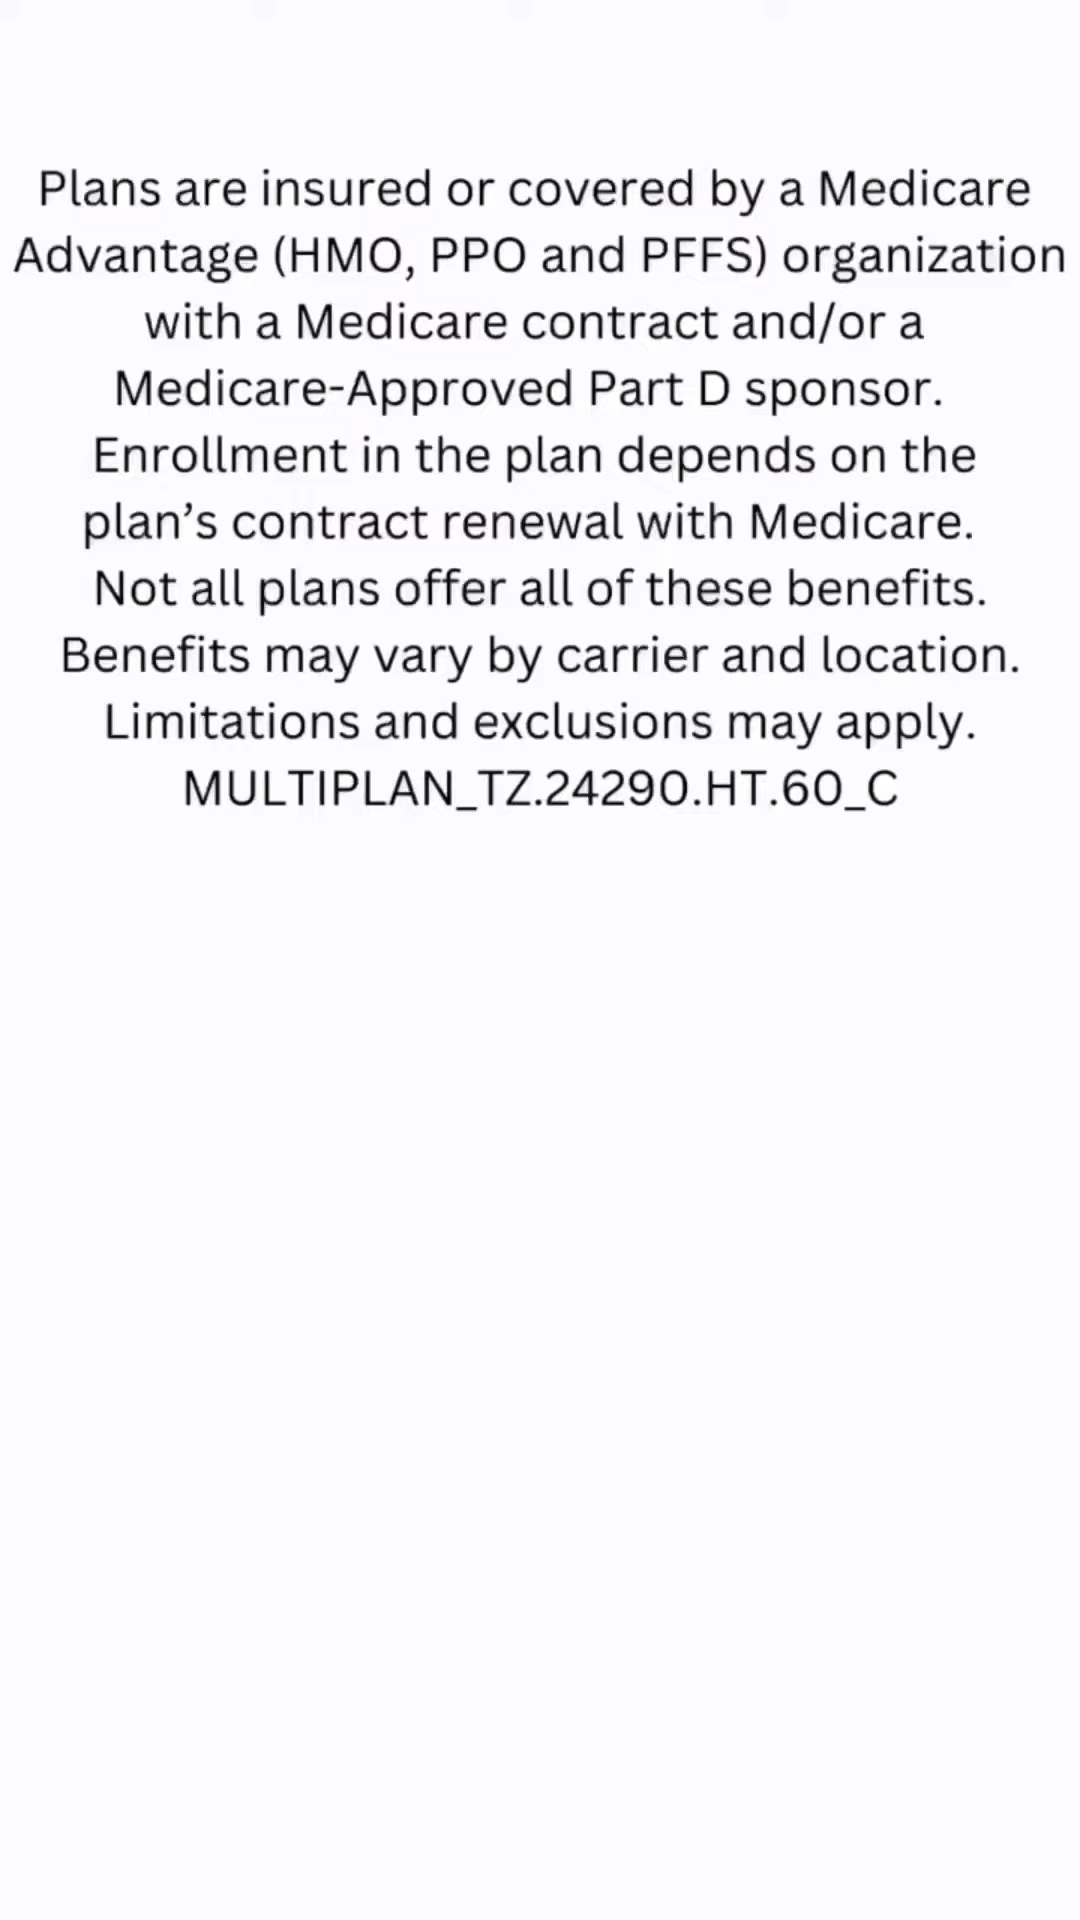 Plans are insured or covered by a Medicare
Advantage (HMO, PPO and PFFS) organization
with a Medicare contract and/or a
Medicare-Approved Part D sponsor.
Enrollment in the plan depends on the
plan’s contract renewal with Medicare.
Not all plans offer all of these benefits.
Benefits may vary by carrier and location.
Limitations and exclusions may apply.
MULTIPLAN_TZ.24290.HT.60_C